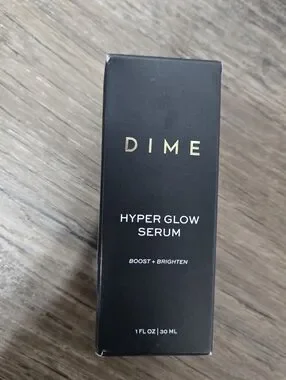 DIME
HYPER GLOW
SERUM
BOOST + BRIGHTEN
1 FL OZ | 30 ML